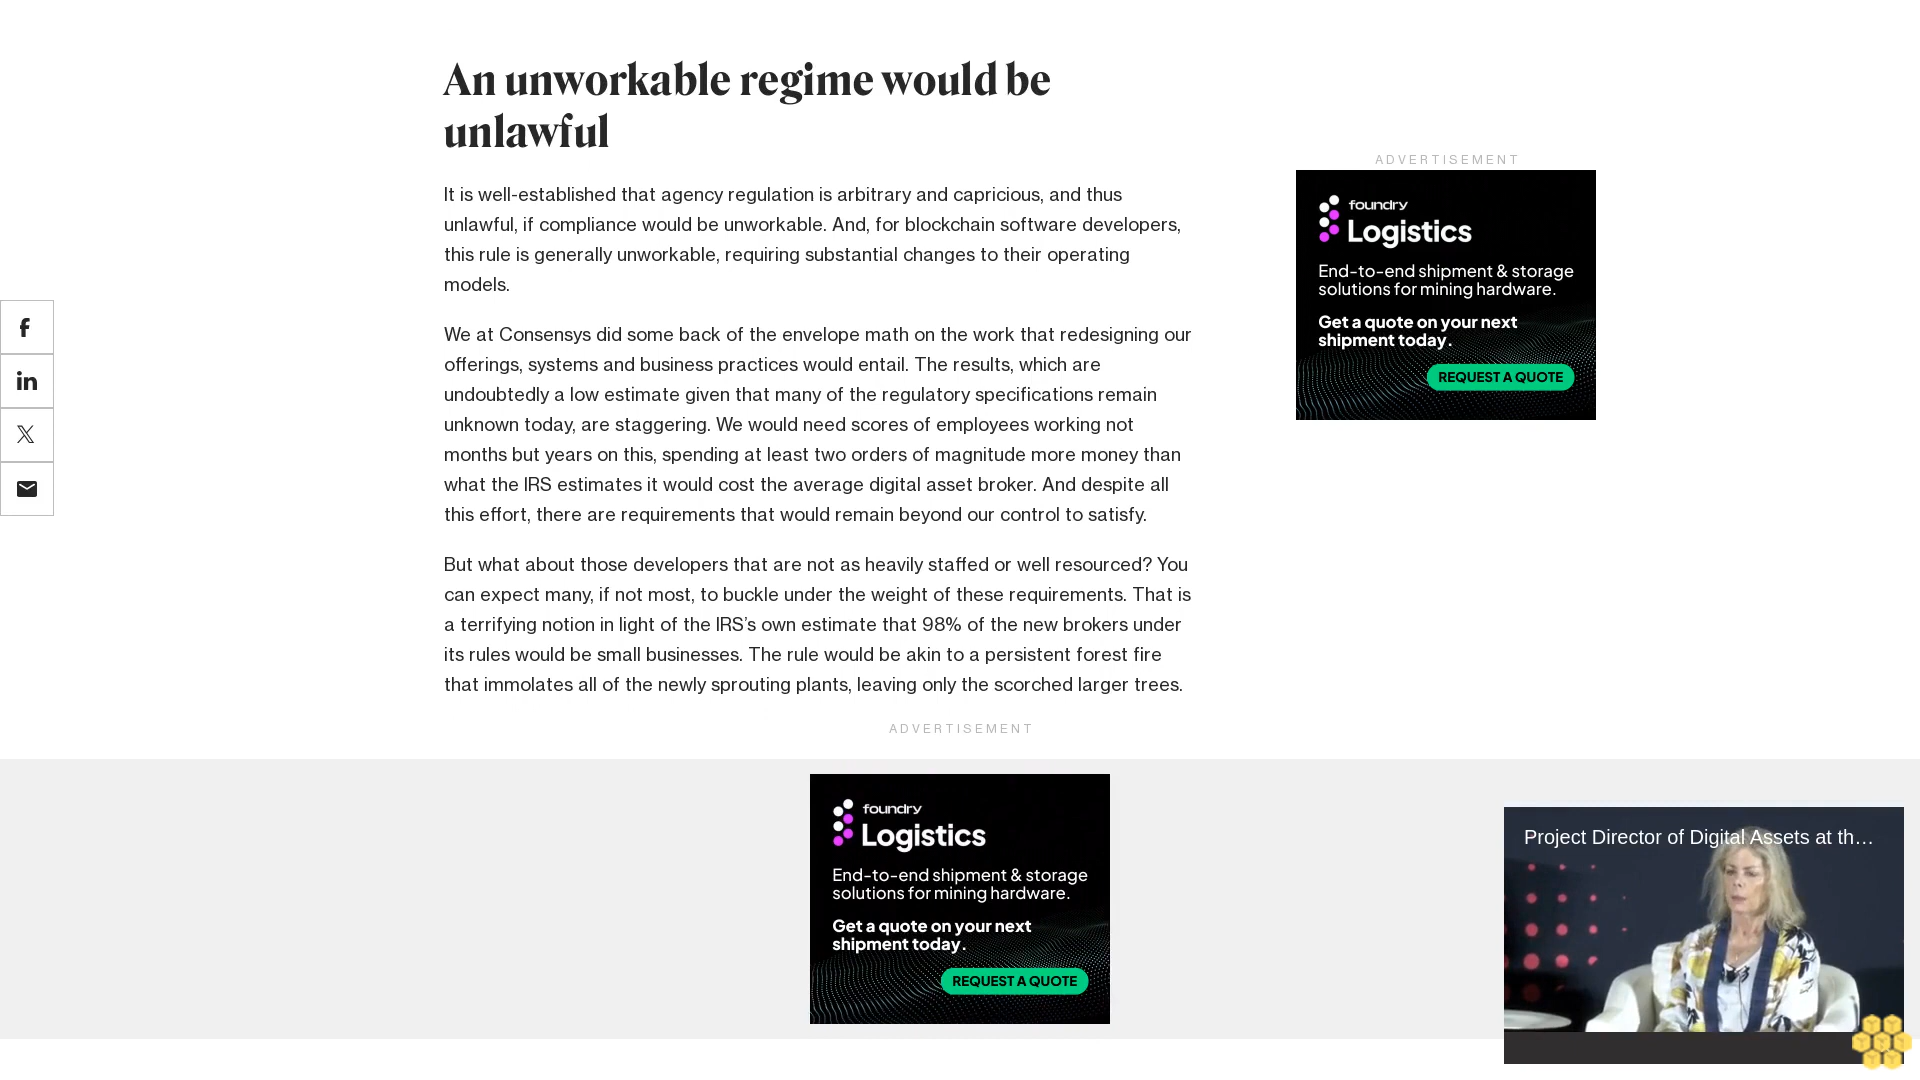 An unworkable regime would be
unlawful
It is well-established that agency regulation is arbitrary and capricious, and thus
unlawful, if compliance would be unworkable. And, for blockchain software developers,
this rule is generally unworkable, requiring substantial changes to their operating
models.
We at Consensys did some back of the envelope math on the work that redesigning our
offerings, systems and business practices would entail. The results, which are
undoubtedly a low estimate given that many of the regulatory specifications remain
unknown today, are staggering. We would need scores of employees working not
months but years on this, spending at least two orders of magnitude more money than
what the IRS estimates it would cost the average digital asset broker. And despite all
this effort, there are requirements that would remain beyond our control to satisfy.
But what about those developers that are not as heavily staffed or well resourced? You
can expect many, if not most, to buckle under the weight of these requirements. That is
a terrifying notion in light of the IRS’s own estimate that 98% of the new brokers under
its rules would be small businesses. The rule would be akin to a persistent forest fire
that immolates all of the newly sprouting plants, leaving only the scorched larger trees.
ADVERTISEMENT
foundry
Logistics
End-to-end shipment & storage
solutions for mining hardware.
Get a quote on your next
shipment today.
REQUEST A QUOTE
ADVERTISEMENT
foundry
Logistics
End-to-end shipment & storage
solutions for mining hardware.
Get a quote on your next
shipment today.
REQUEST A QUOTE
Project Director of Digital Assets at th…